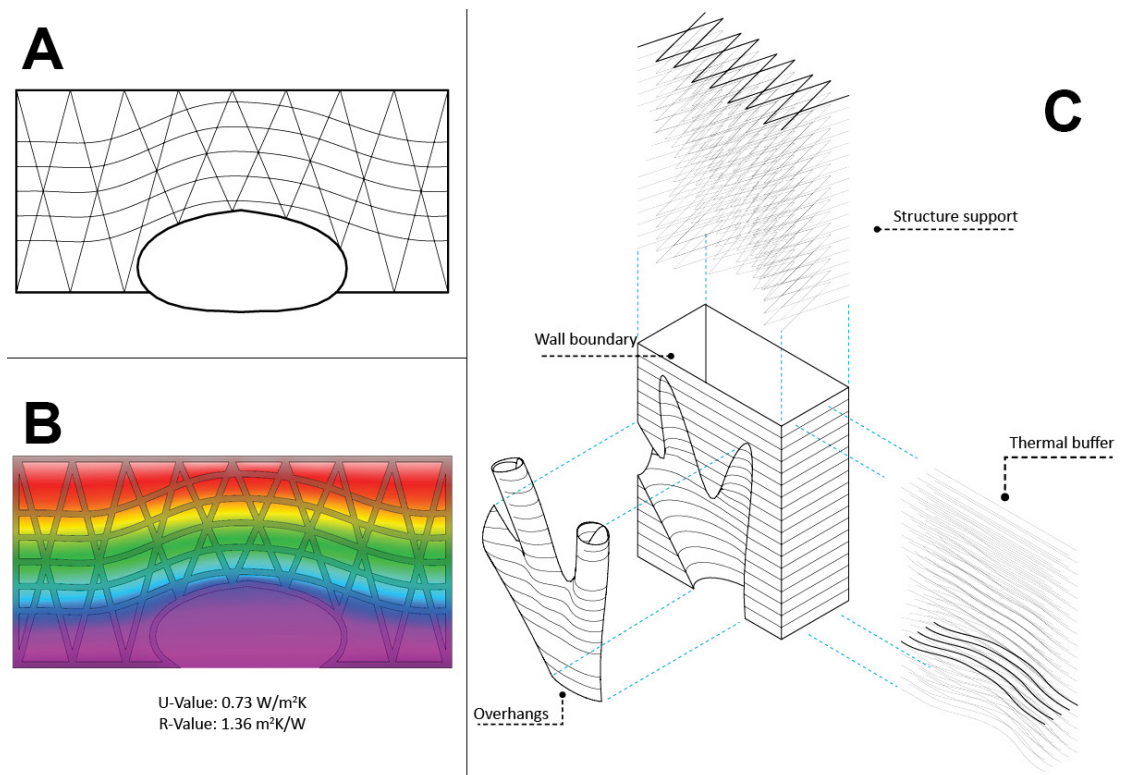 A
B
U-Value: 0.73 W/m²K
R-Value: 1.36 m²K/W
C
Structure support
Wall boundary
Thermal buffer
Overhangs